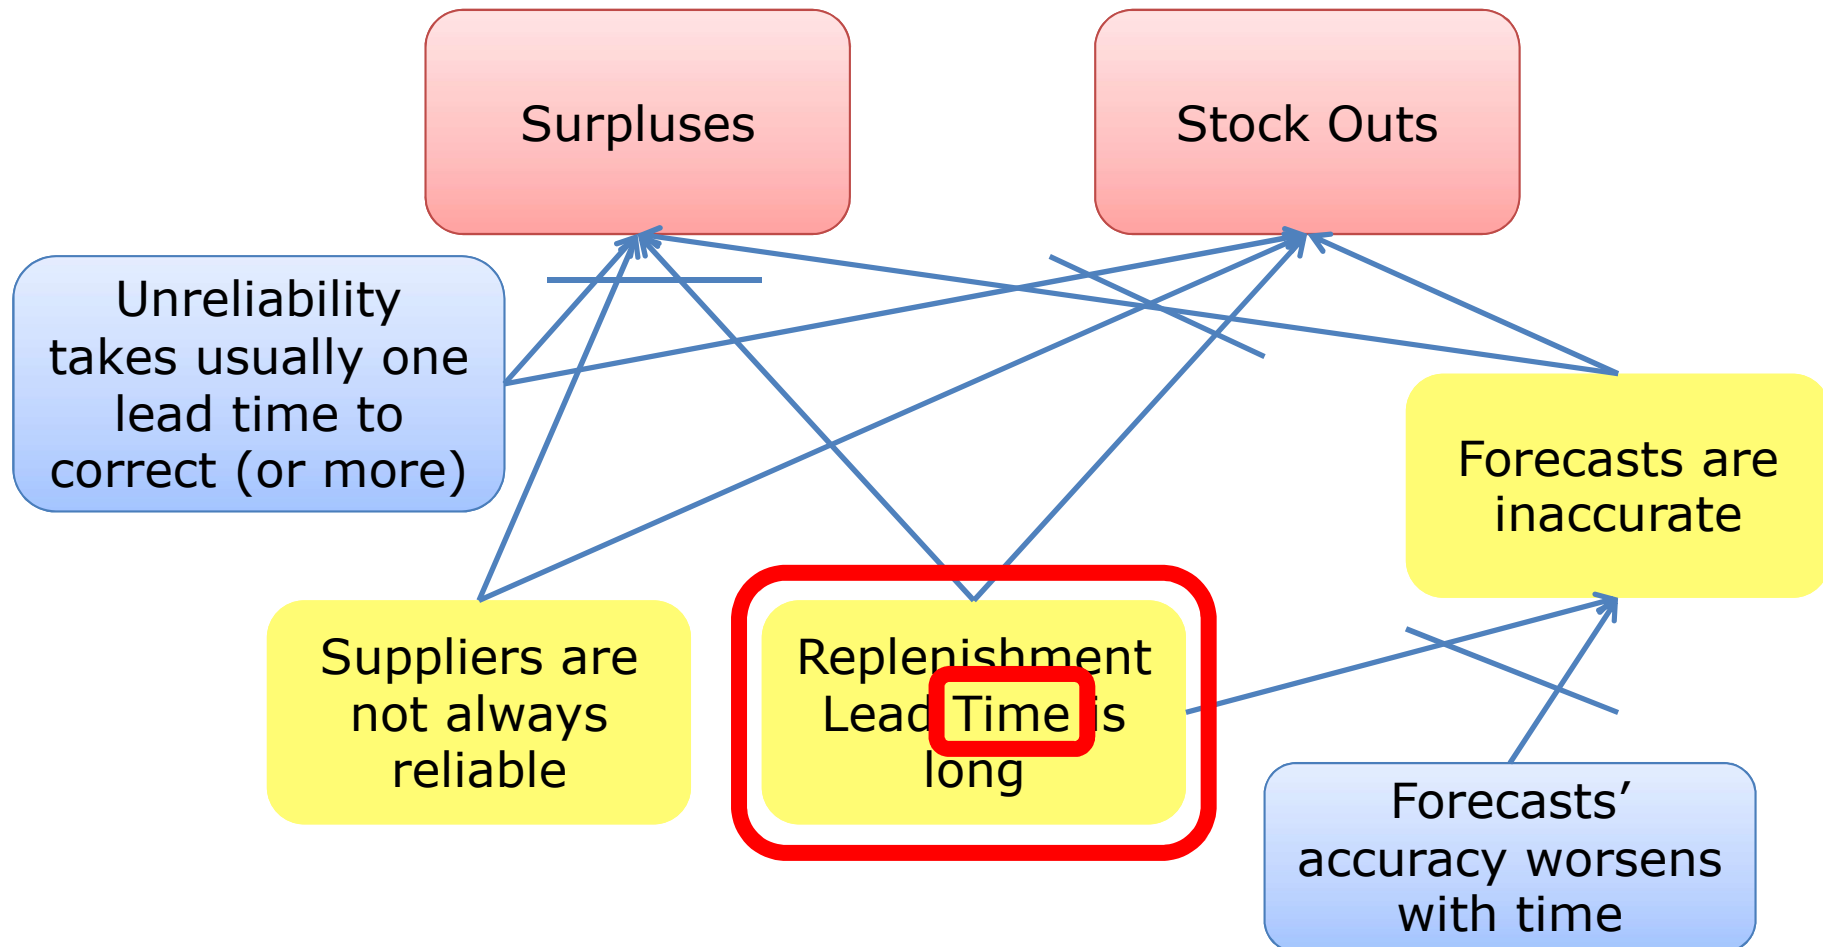 Surpluses
Stock Outs
Unreliability
takes usually one
lead time to
correct (or more)
Forecasts are
inaccurate
Suppliers are
not always
reliable
Replenishment
Lead Time is
long
Forecasts’
accuracy worsens
with time